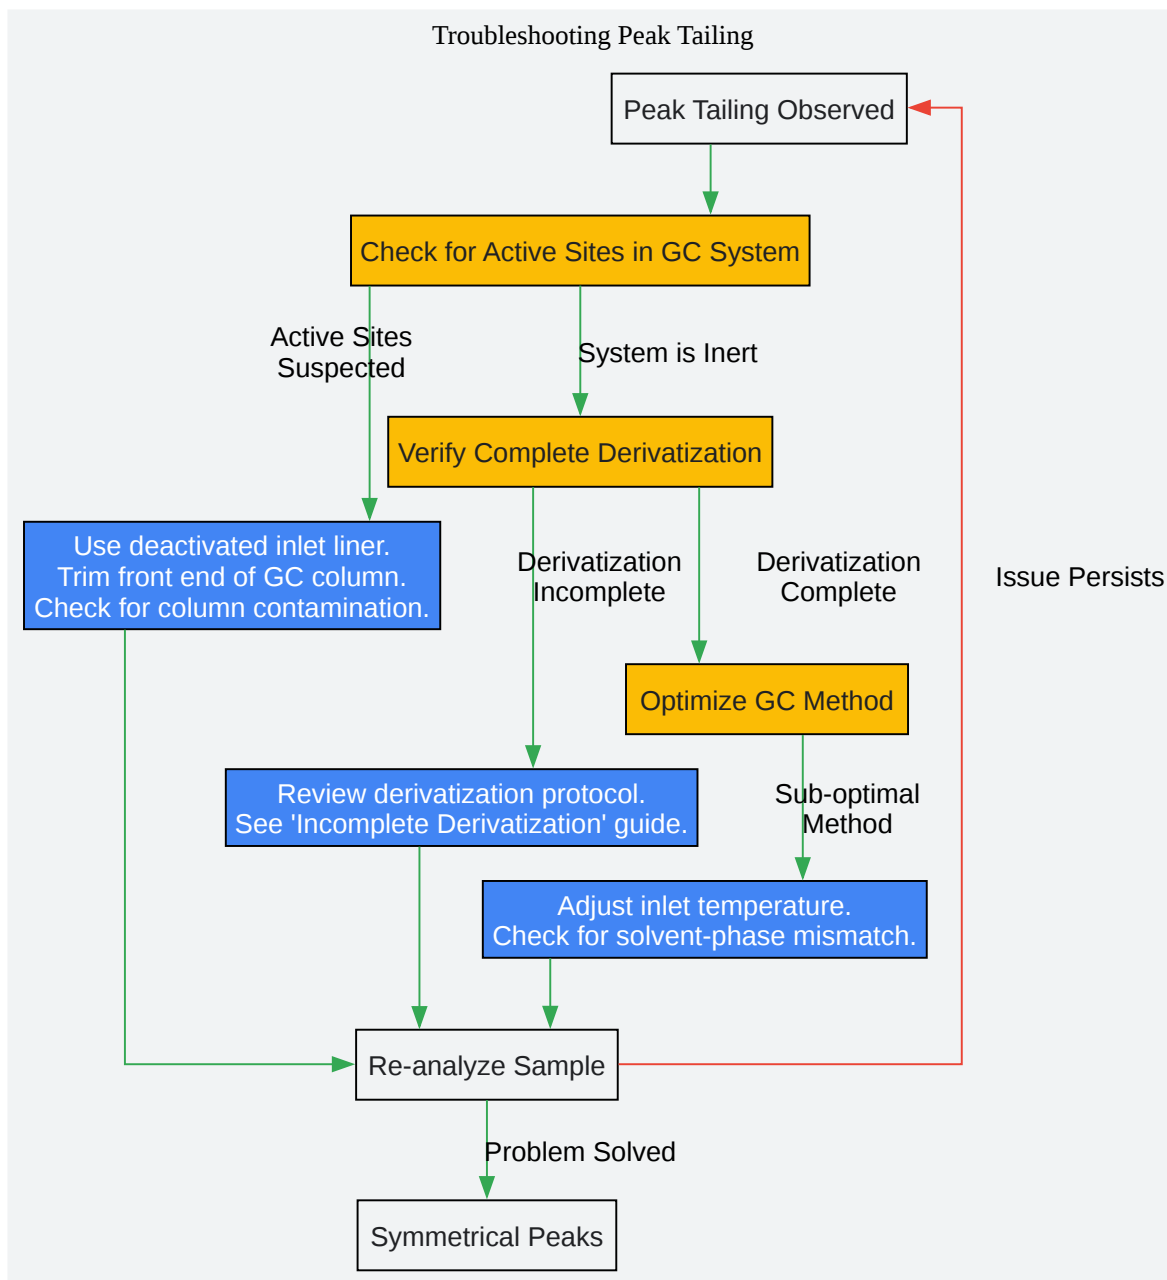 Troubleshooting Peak Tailing
Peak Tailing Observed
Check for Active Sites in GC System
Active Sites
Suspected
System is Inert
Verify Complete Derivatization
Use deactivated inlet liner.
Trim front end of GC column.
Check for column contamination.
Derivatization
Incomplete
Derivatization
Complete
Issue Persists
Optimize GC Method
Review derivatization protocol.
See 'Incomplete Derivatization' guide.
Sub-optimal
Method
Adjust inlet temperature.
Check for solvent-phase mismatch.
Re-analyze Sample
Problem Solved
Symmetrical Peaks